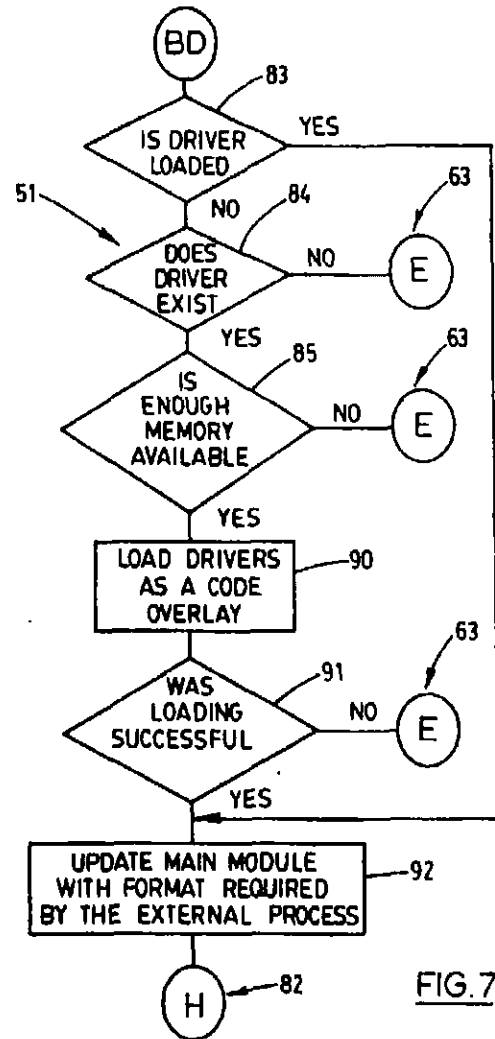 BD
83
IS DRIVER
LOADED
YES
51
NO
84
63
DOES
DRIVER
EXIST
NO
E
YES
85
63
IS
ENOUGH
MEMORY
AVAILABLE
NO
E
YES
LOAD DRIVERS
AS A CODE
OVERLAY
90
63
WAS
LOADING
SUCCESSFUL
91
NO
E
YES
UPDATE MAIN MODULE
WITH FORMAT REQUIRED
BY THE EXTERNAL PROCESS
92
H
82
FIG. 7